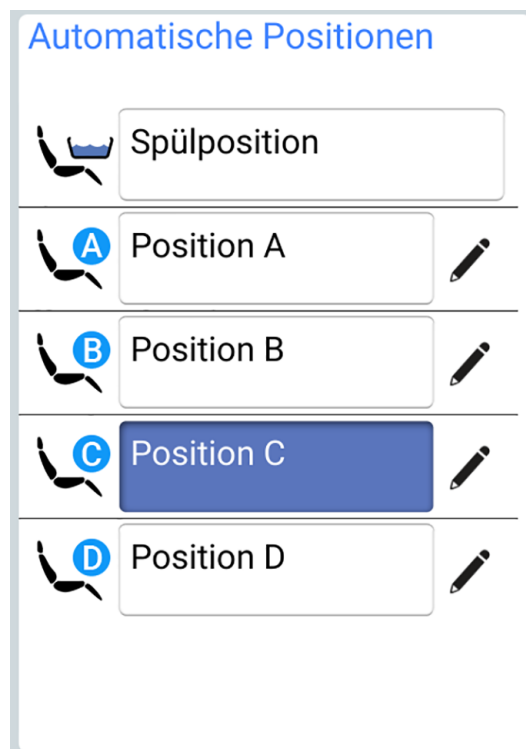 Automatische Positionen
Spülposition
A Position A
B Position B
C Position C
D Position D